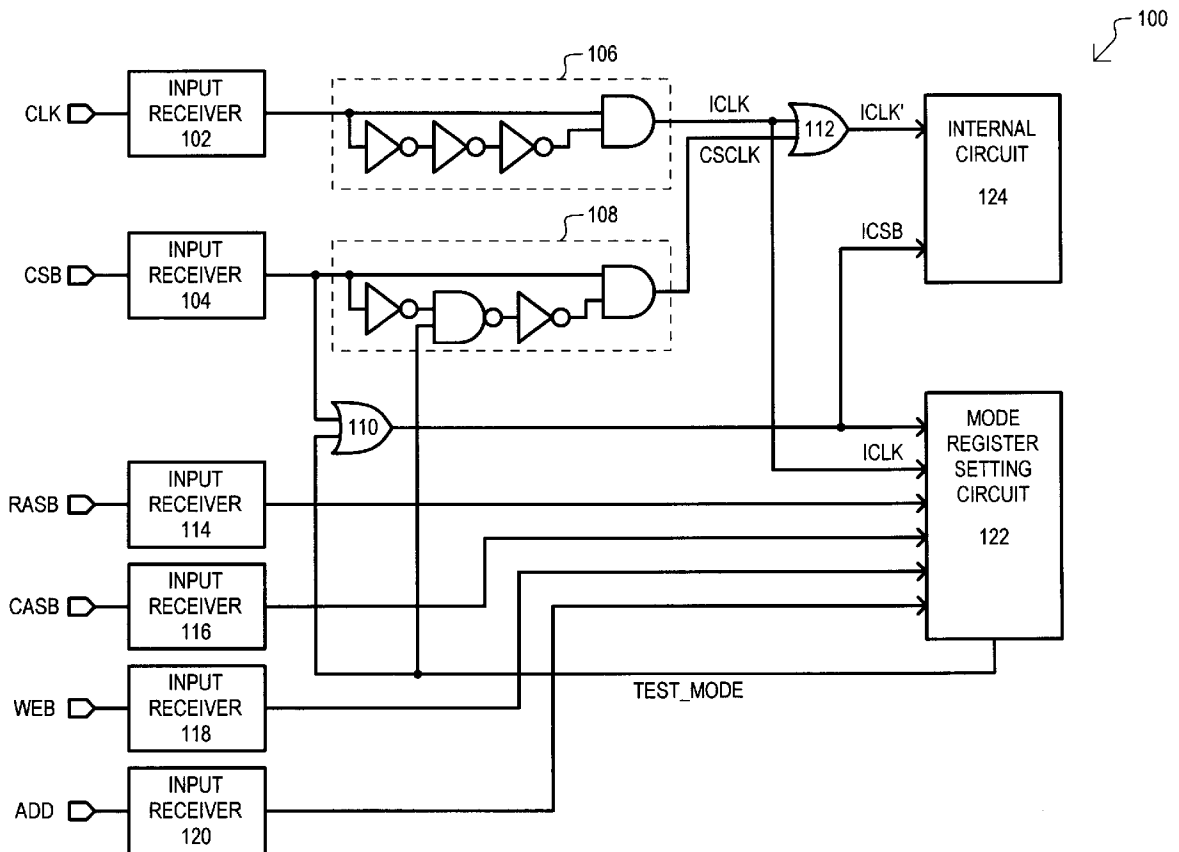 100
106
CLK
INPUT
RECEIVER
102
ICLK
112
ICLK'
CSCLK
INTERNAL
CIRCUIT
124
108
CSB
INPUT
RECEIVER
104
ICSB
110
MODE
REGISTER
SETTING
CIRCUIT
122
ICLK
RASB
INPUT
RECEIVER
114
CASB
INPUT
RECEIVER
116
WEB
INPUT
RECEIVER
118
TEST_MODE
ADD
INPUT
RECEIVER
120